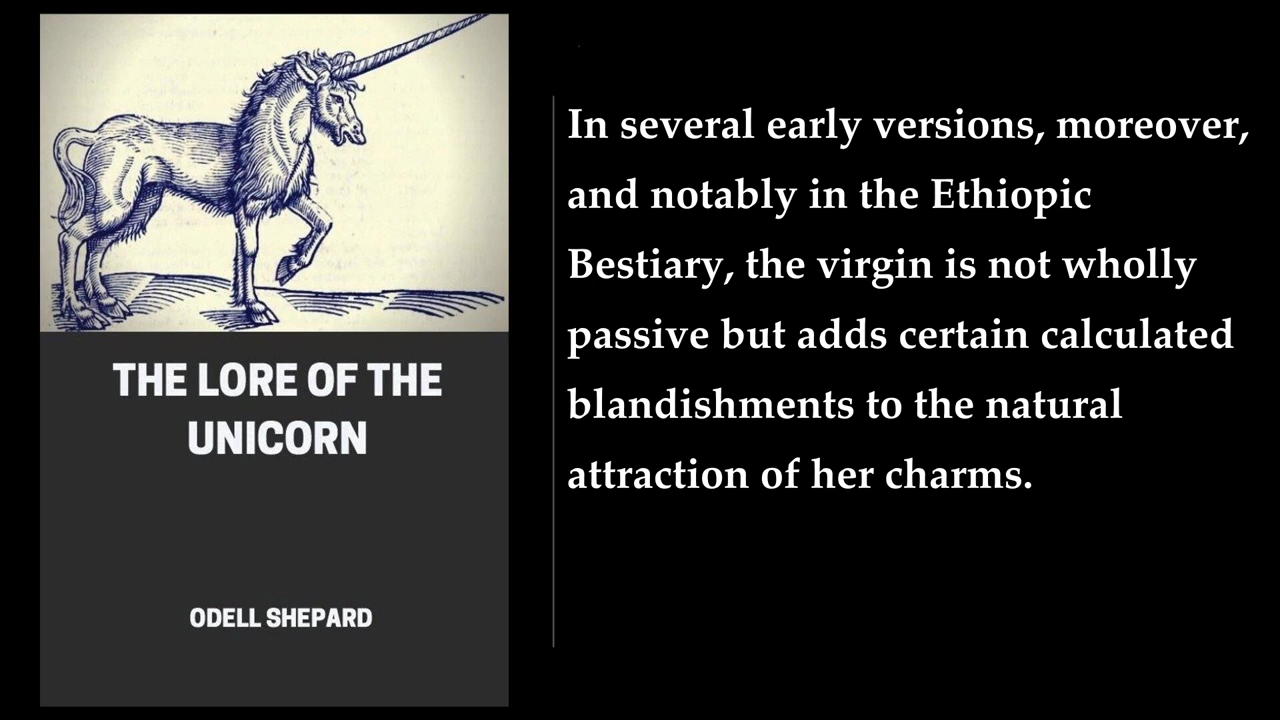 THE LORE OF THE
UNICORN
ODELL SHEPARD
In several early versions, moreover,
and notably in the Ethiopic
Bestiary, the virgin is not wholly
passive but adds certain calculated
blandishments to the natural
attraction of her charms.